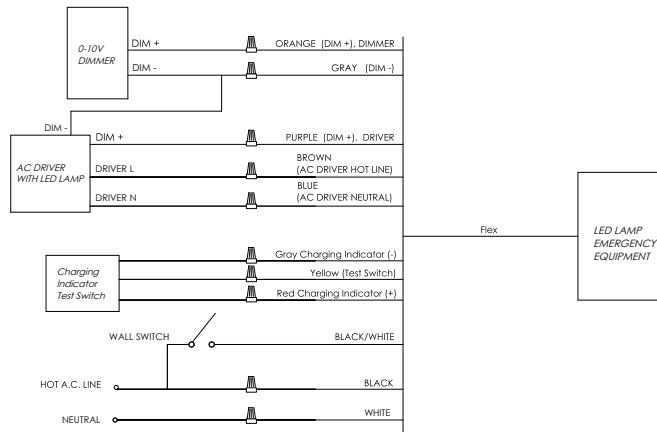 0-10V
DIMMER
DIM +
ORANGE (DIM +), DIMMER
DIM -
GRAY (DIM -)
DIM -
AC DRIVER
WITH LED LAMP
DIM +
PURPLE (DIM +), DRIVER
DRIVER L
BROWN
(AC DRIVER HOT LINE)
DRIVER N
BLUE
(AC DRIVER NEUTRAL)
Flex
LED LAMP
EMERGENCY
EQUIPMENT
Charging
Indicator
Test Switch
Gray Charging Indicator (-)
Yellow (Test Switch)
Red Charging Indicator (+)
WALL SWITCH
BLACK/WHITE
HOT A.C. LINE
BLACK
NEUTRAL
WHITE